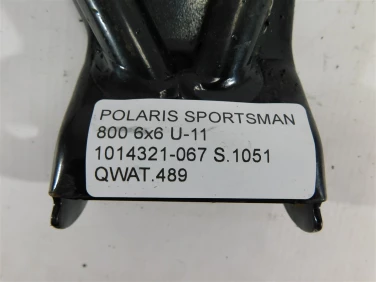 POLARIS SPORTSMAN
800 6x6 U-11
1014321-067 S.1051
QWAT.489